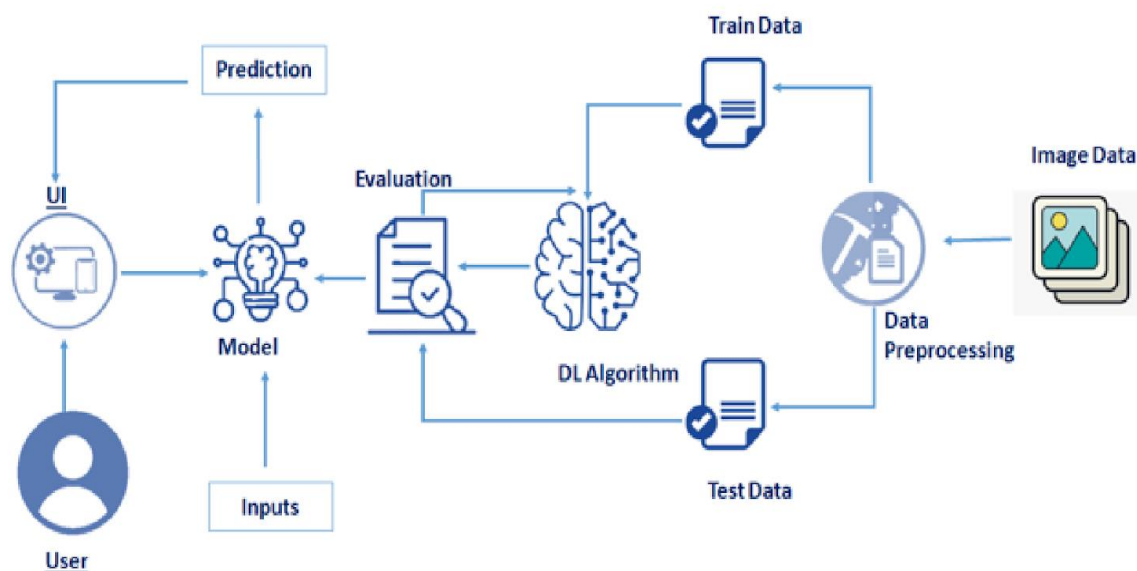 Train Data
Prediction
Image Data
Evaluation
UI
Model
DL Algorithm
Data
Preprocessing
Inputs
Test Data
User